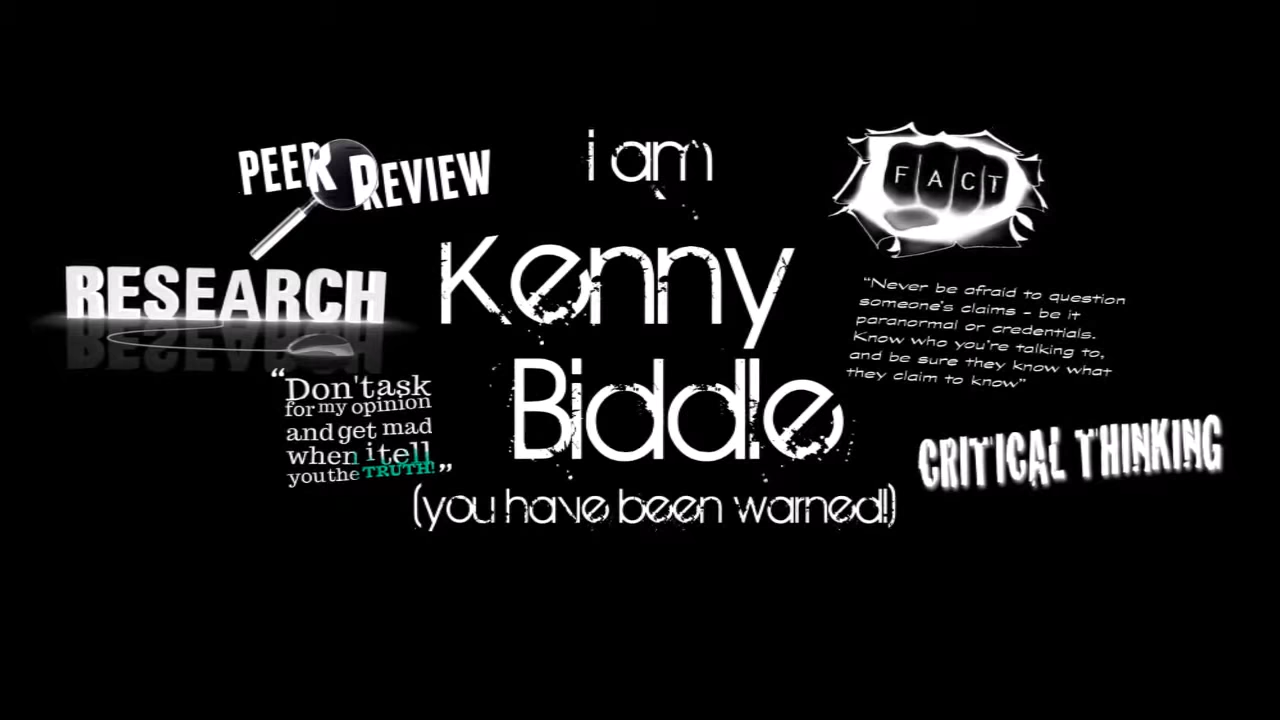 PEER REVIEW
RESEARCH
"Don't ask
for my opinion
and get mad
when i tell
you the TRUTH!"
i am
Kenny
Biddle
(you have been warned!)
FACT
"Never be afraid to question
someone's claims - be it
paranormal or credentials.
Know who you're talking to,
and be sure they know what
they claim to know"
CRITICAL THINKING